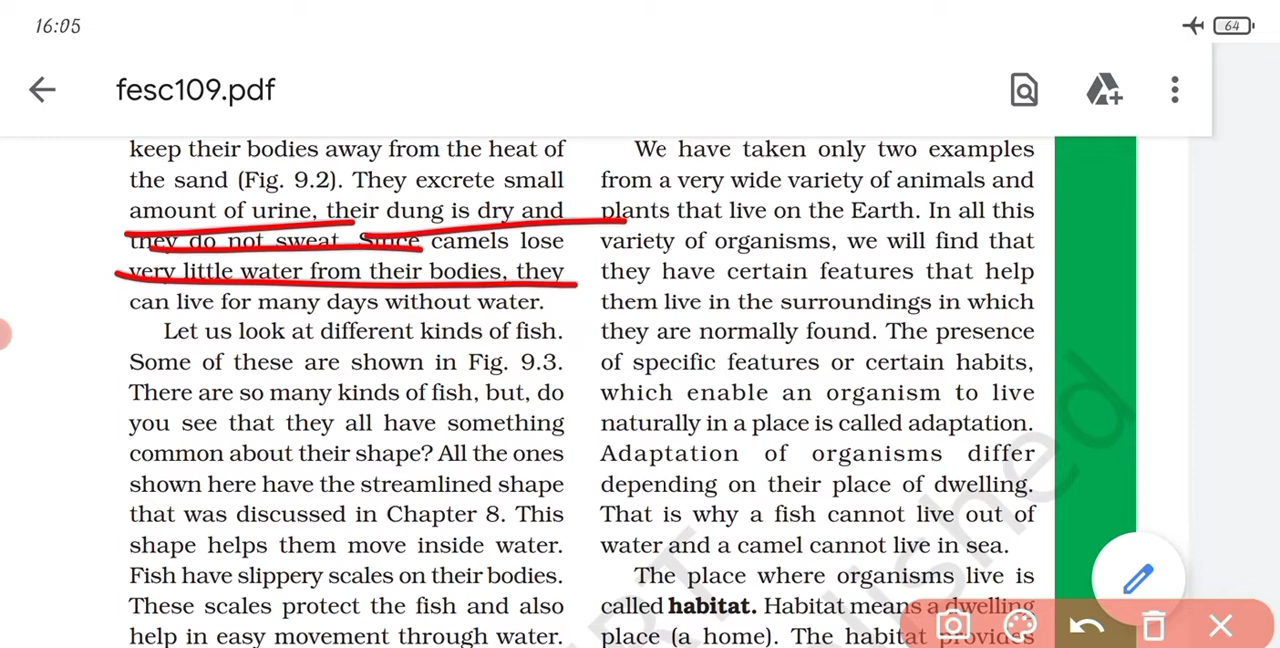 16:05
64
fesc109.pdf
keep their bodies away from the heat of
the sand (Fig. 9.2). They excrete small
amount of urine, their dung is dry and
they do not sweat. Since camels lose
very little water from their bodies, they
can live for many days without water.
Let us look at different kinds of fish.
Some of these are shown in Fig. 9.3.
There are so many kinds of fish, but, do
you see that they all have something
common about their shape? All the ones
shown here have the streamlined shape
that was discussed in Chapter 8. This
shape helps them move inside water.
Fish have slippery scales on their bodies.
These scales protect the fish and also
help in easy movement through water.
We have taken only two examples
from a very wide variety of animals and
plants that live on the Earth. In all this
variety of organisms, we will find that
they have certain features that help
them live in the surroundings in which
they are normally found. The presence
of specific features or certain habits,
which enable an organism to live
naturally in a place is called adaptation.
Adaptation of organisms differ
depending on their place of dwelling.
That is why a fish cannot live out of
water and a camel cannot live in sea.
The place where organisms live is
called habitat. Habitat means a dwelling
place (a home). The habitat provides